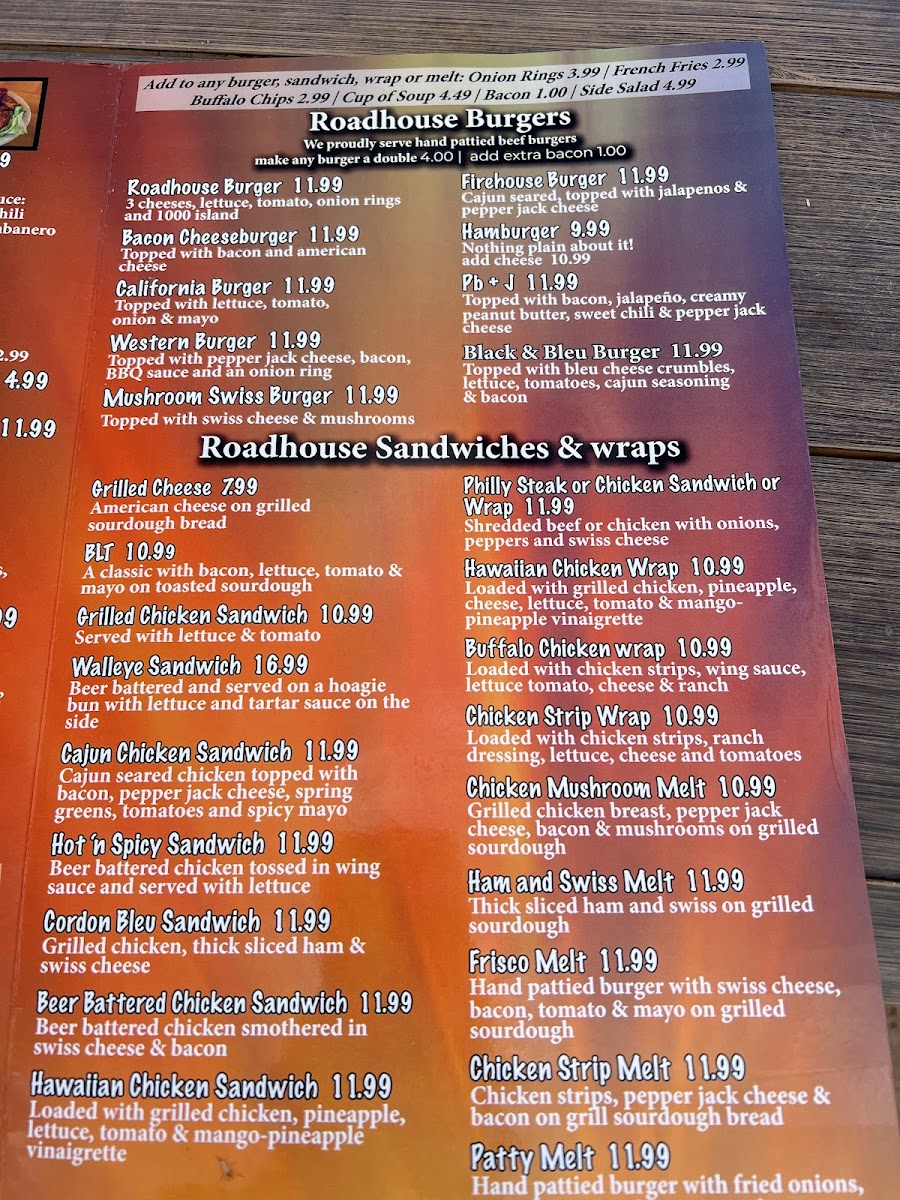 Add to any burger, sandwich, wrap or melt: Onion Rings 3.99 | French Fries 2.99
Buffalo Chips 2.99 | Cup of Soup 4.49 | Bacon 1.00 | Side Salad 4.99
Roadhouse Burgers
We proudly serve hand pattied beef burgers
make any burger a double 4.00 | add extra bacon 1.00
Roadhouse Burger 11.99
3 cheeses, lettuce, tomato, onion rings
and 1000 island
Bacon Cheeseburger 11.99
Topped with bacon and american
cheese
California Burger 11.99
Topped with lettuce, tomato,
onion & mayo
Western Burger 11.99
Topped with pepper jack cheese, bacon,
BBQ sauce and an onion ring
Mushroom Swiss Burger 11.99
Topped with swiss cheese & mushrooms
Firehouse Burger 11.99
Cajun seared, topped with jalapenos &
pepper jack cheese
Hamburger 9.99
Nothing plain about it!
add cheese 10.99
Pb + J 11.99
Topped with bacon, jalapeño, creamy
peanut butter, sweet chili & pepper jack
cheese
Black & Bleu Burger 11.99
Topped with bleu cheese crumbles,
lettuce, tomatoes, cajun seasoning
& bacon
Roadhouse Sandwiches & wraps
Grilled Cheese 7.99
American cheese on grilled
sourdough bread
BLT 10.99
A classic with bacon, lettuce, tomato &
mayo on toasted sourdough
Grilled Chicken Sandwich 10.99
Served with lettuce & tomato
Walleye Sandwich 16.99
Beer battered and served on a hoagie
bun with lettuce and tartar sauce on the
side
Cajun Chicken Sandwich 11.99
Cajun seared chicken topped with
bacon, pepper jack cheese, spring
greens, tomatoes and spicy mayo
Hot 'n Spicy Sandwich 11.99
Beer battered chicken tossed in wing
sauce and served with lettuce
Cordon Bleu Sandwich 11.99
Grilled chicken, thick sliced ham &
swiss cheese
Beer Battered Chicken Sandwich 11.99
Beer battered chicken smothered in
swiss cheese & bacon
Hawaiian Chicken Sandwich 11.99
Loaded with grilled chicken, pineapple,
lettuce, tomato & mango-pineapple
vinaigrette
Philly Steak or Chicken Sandwich or
Wrap 11.99
Shredded beef or chicken with onions,
peppers and swiss cheese
Hawaiian Chicken Wrap 10.99
Loaded with grilled chicken, pineapple,
cheese, lettuce, tomato & mango-
pineapple vinaigrette
Buffalo Chicken wrap 10.99
Loaded with chicken strips, wing sauce,
lettuce tomato, cheese & ranch
Chicken Strip Wrap 10.99
Loaded with chicken strips, ranch
dressing, lettuce, cheese and tomatoes
Chicken Mushroom Melt 10.99
Grilled chicken breast, pepper jack
cheese, bacon & mushrooms on grilled
sourdough
Ham and Swiss Melt 11.99
Thick sliced ham and swiss on grilled
sourdough
Frisco Melt 11.99
Hand pattied burger with swiss cheese,
bacon, tomato & mayo on grilled
sourdough
Chicken Strip Melt 11.99
Chicken strips, pepper jack cheese &
bacon on grill sourdough bread
Patty Melt 11.99
Hand pattied burger with fried onions,
4.99
11.99